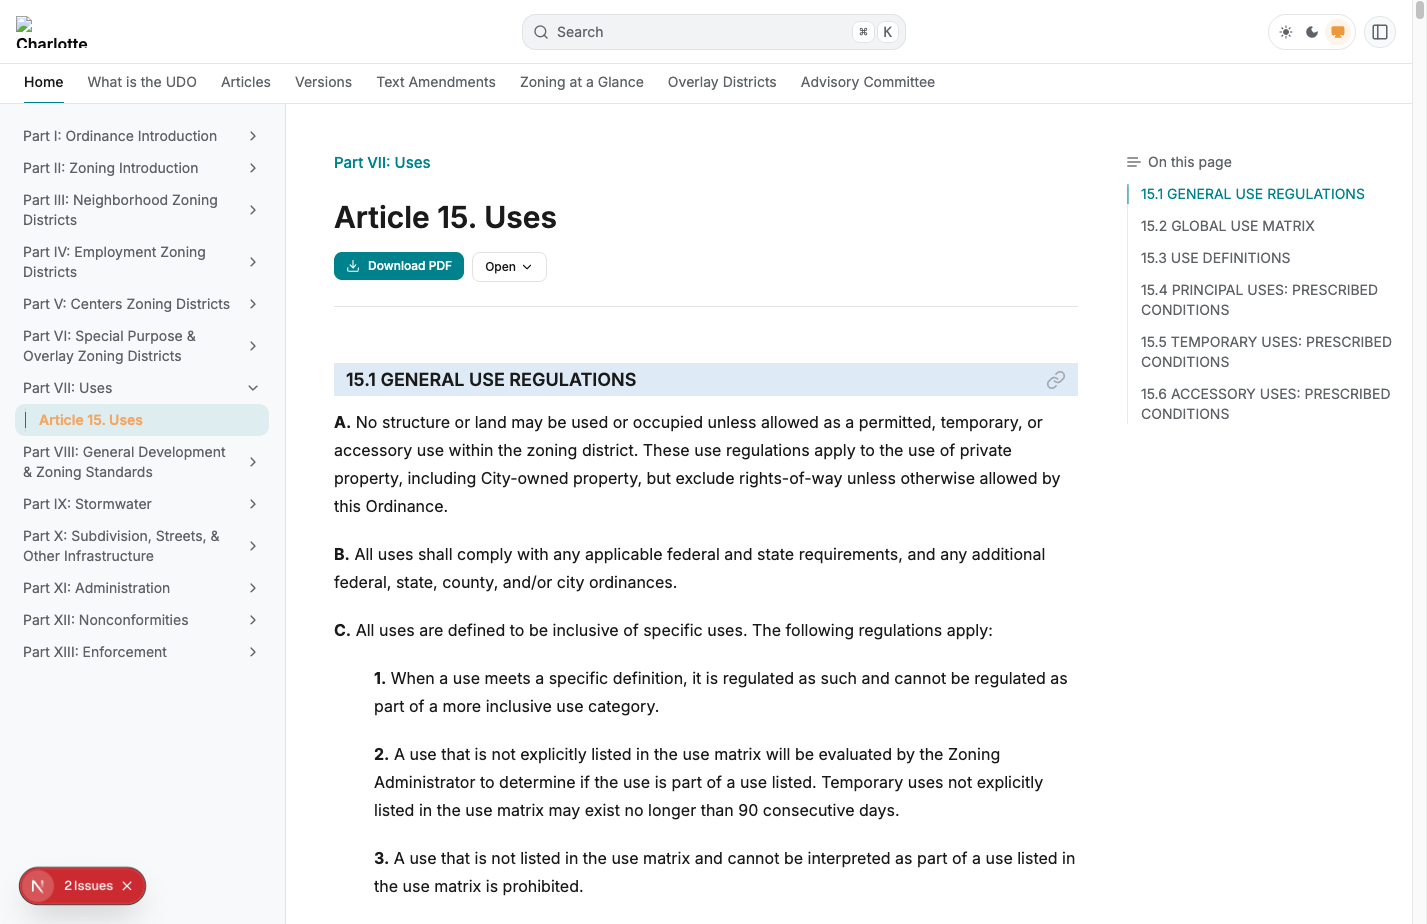 Charlotte
Search
⌘ K
Home
What is the UDO
Articles
Versions
Text Amendments
Zoning at a Glance
Overlay Districts
Advisory Committee
Part I: Ordinance Introduction
Part II: Zoning Introduction
Part III: Neighborhood Zoning
Districts
Part IV: Employment Zoning
Districts
Part V: Centers Zoning Districts
Part VI: Special Purpose &
Overlay Zoning Districts
Part VII: Uses
Article 15. Uses
Part VIII: General Development
& Zoning Standards
Part IX: Stormwater
Part X: Subdivision, Streets, &
Other Infrastructure
Part XI: Administration
Part XII: Nonconformities
Part XIII: Enforcement
N 2 Issues
Part VII: Uses
Article 15. Uses
Download PDF
Open
15.1 GENERAL USE REGULATIONS
A. No structure or land may be used or occupied unless allowed as a permitted, temporary, or
accessory use within the zoning district. These use regulations apply to the use of private
property, including City-owned property, but exclude rights-of-way unless otherwise allowed by
this Ordinance.
B. All uses shall comply with any applicable federal and state requirements, and any additional
federal, state, county, and/or city ordinances.
C. All uses are defined to be inclusive of specific uses. The following regulations apply:
1. When a use meets a specific definition, it is regulated as such and cannot be regulated as
part of a more inclusive use category.
2. A use that is not explicitly listed in the use matrix will be evaluated by the Zoning
Administrator to determine if the use is part of a use listed. Temporary uses not explicitly
listed in the use matrix may exist no longer than 90 consecutive days.
3. A use that is not listed in the use matrix and cannot be interpreted as part of a use listed in
the use matrix is prohibited.
On this page
15.1 GENERAL USE REGULATIONS
15.2 GLOBAL USE MATRIX
15.3 USE DEFINITIONS
15.4 PRINCIPAL USES: PRESCRIBED
CONDITIONS
15.5 TEMPORARY USES: PRESCRIBED
CONDITIONS
15.6 ACCESSORY USES: PRESCRIBED
CONDITIONS